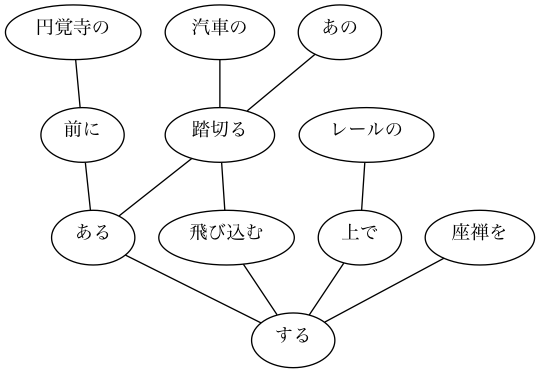 円覚寺の
汽車の
あの
前に
踏切る
レールの
ある
飛び込む
上で
座禅を
する